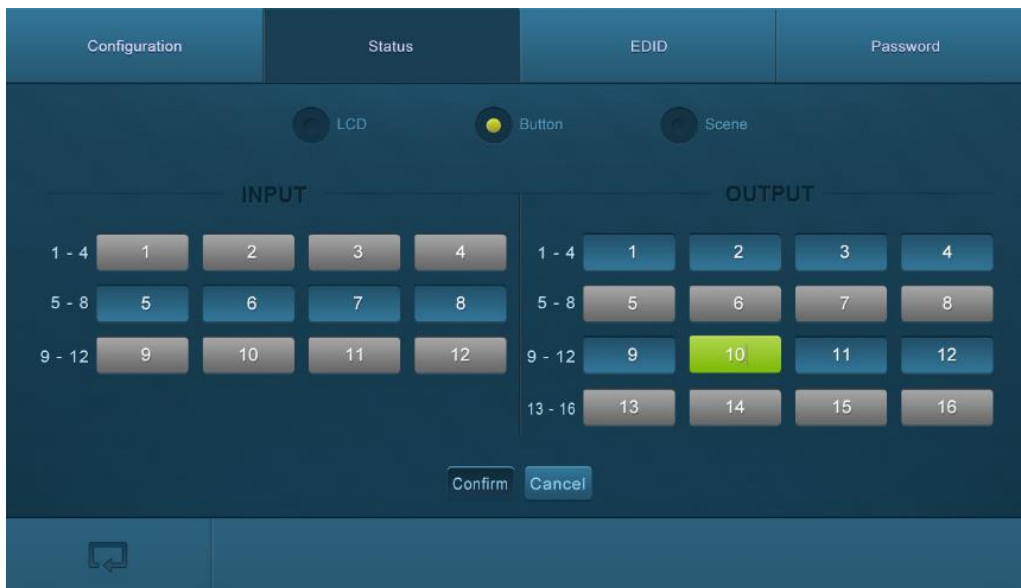 Configuration Status EDID Password
LCD Button Scene
INPUT
1 - 4 1 2 3 4
5 - 8 5 6 7 8
9 - 12 9 10 11 12
OUTPUT
1 - 4 1 2 3 4
5 - 8 5 6 7 8
9 - 12 9 10 11 12
13 - 16 13 14 15 16
Confirm Cancel